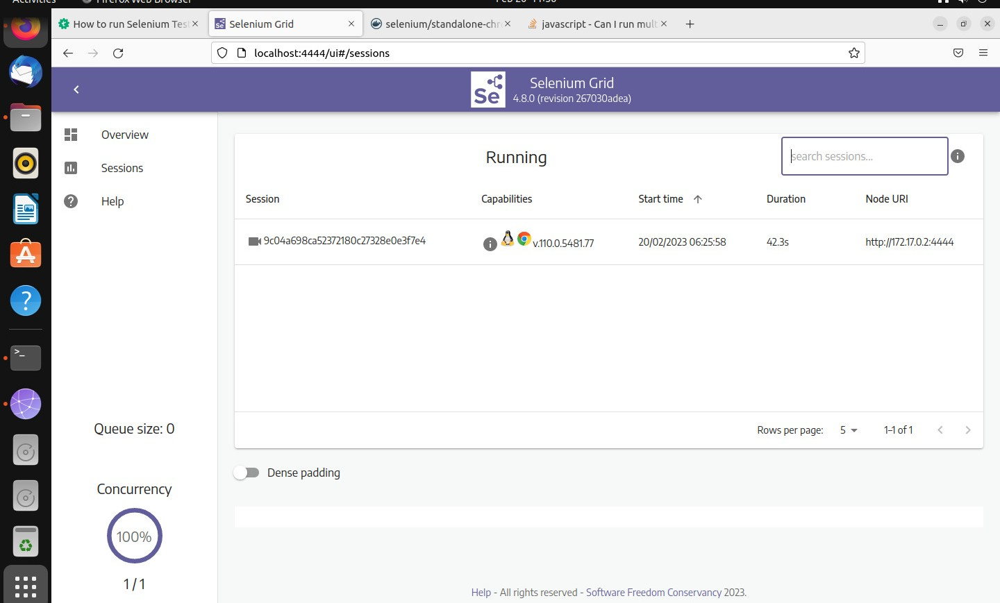 Activities
Firefox Web Browser
How to run Selenium Tes
Selenium Grid
selenium/standalone-chr
javascript - Can I run mult
localhost:4444/ui#/sessions
Se
Selenium Grid
4.8.0 (revision 267030adea)
Overview
Sessions
Help
Running
search sessions...
Session
Capabilities
Start time
Duration
Node URI
9c04a698ca52372180c27328e0e3f7e4
v.110.0.5481.77
20/02/2023 06:25:58
42.3s
http://172.17.0.2:4444
Rows per page:
5
1-1 of 1
Dense padding
Queue size: 0
Concurrency
100%
1 / 1
Help - All rights reserved - Software Freedom Conservancy 2023.